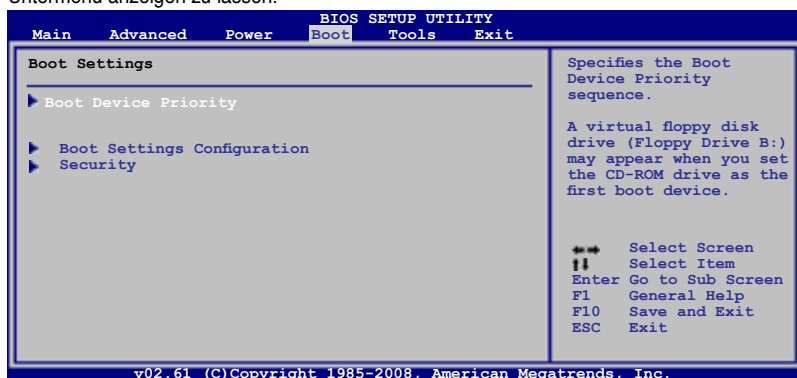 Untermenü anzeigen zu lassen.
BIOS SETUP UTILITY
Main Advanced Power Boot Tools Exit
Boot Settings
Boot Device Priority
Boot Settings Configuration
Security
Specifies the Boot
Device Priority
sequence.
A virtual floppy disk
drive (Floppy Drive B:)
may appear when you set
the CD-ROM drive as the
first boot device.
Select Screen
Select Item
Enter Go to Sub Screen
F1 General Help
F10 Save and Exit
ESC Exit
v02.61 (C)Copyright 1985-2008, American Megatrends, Inc.